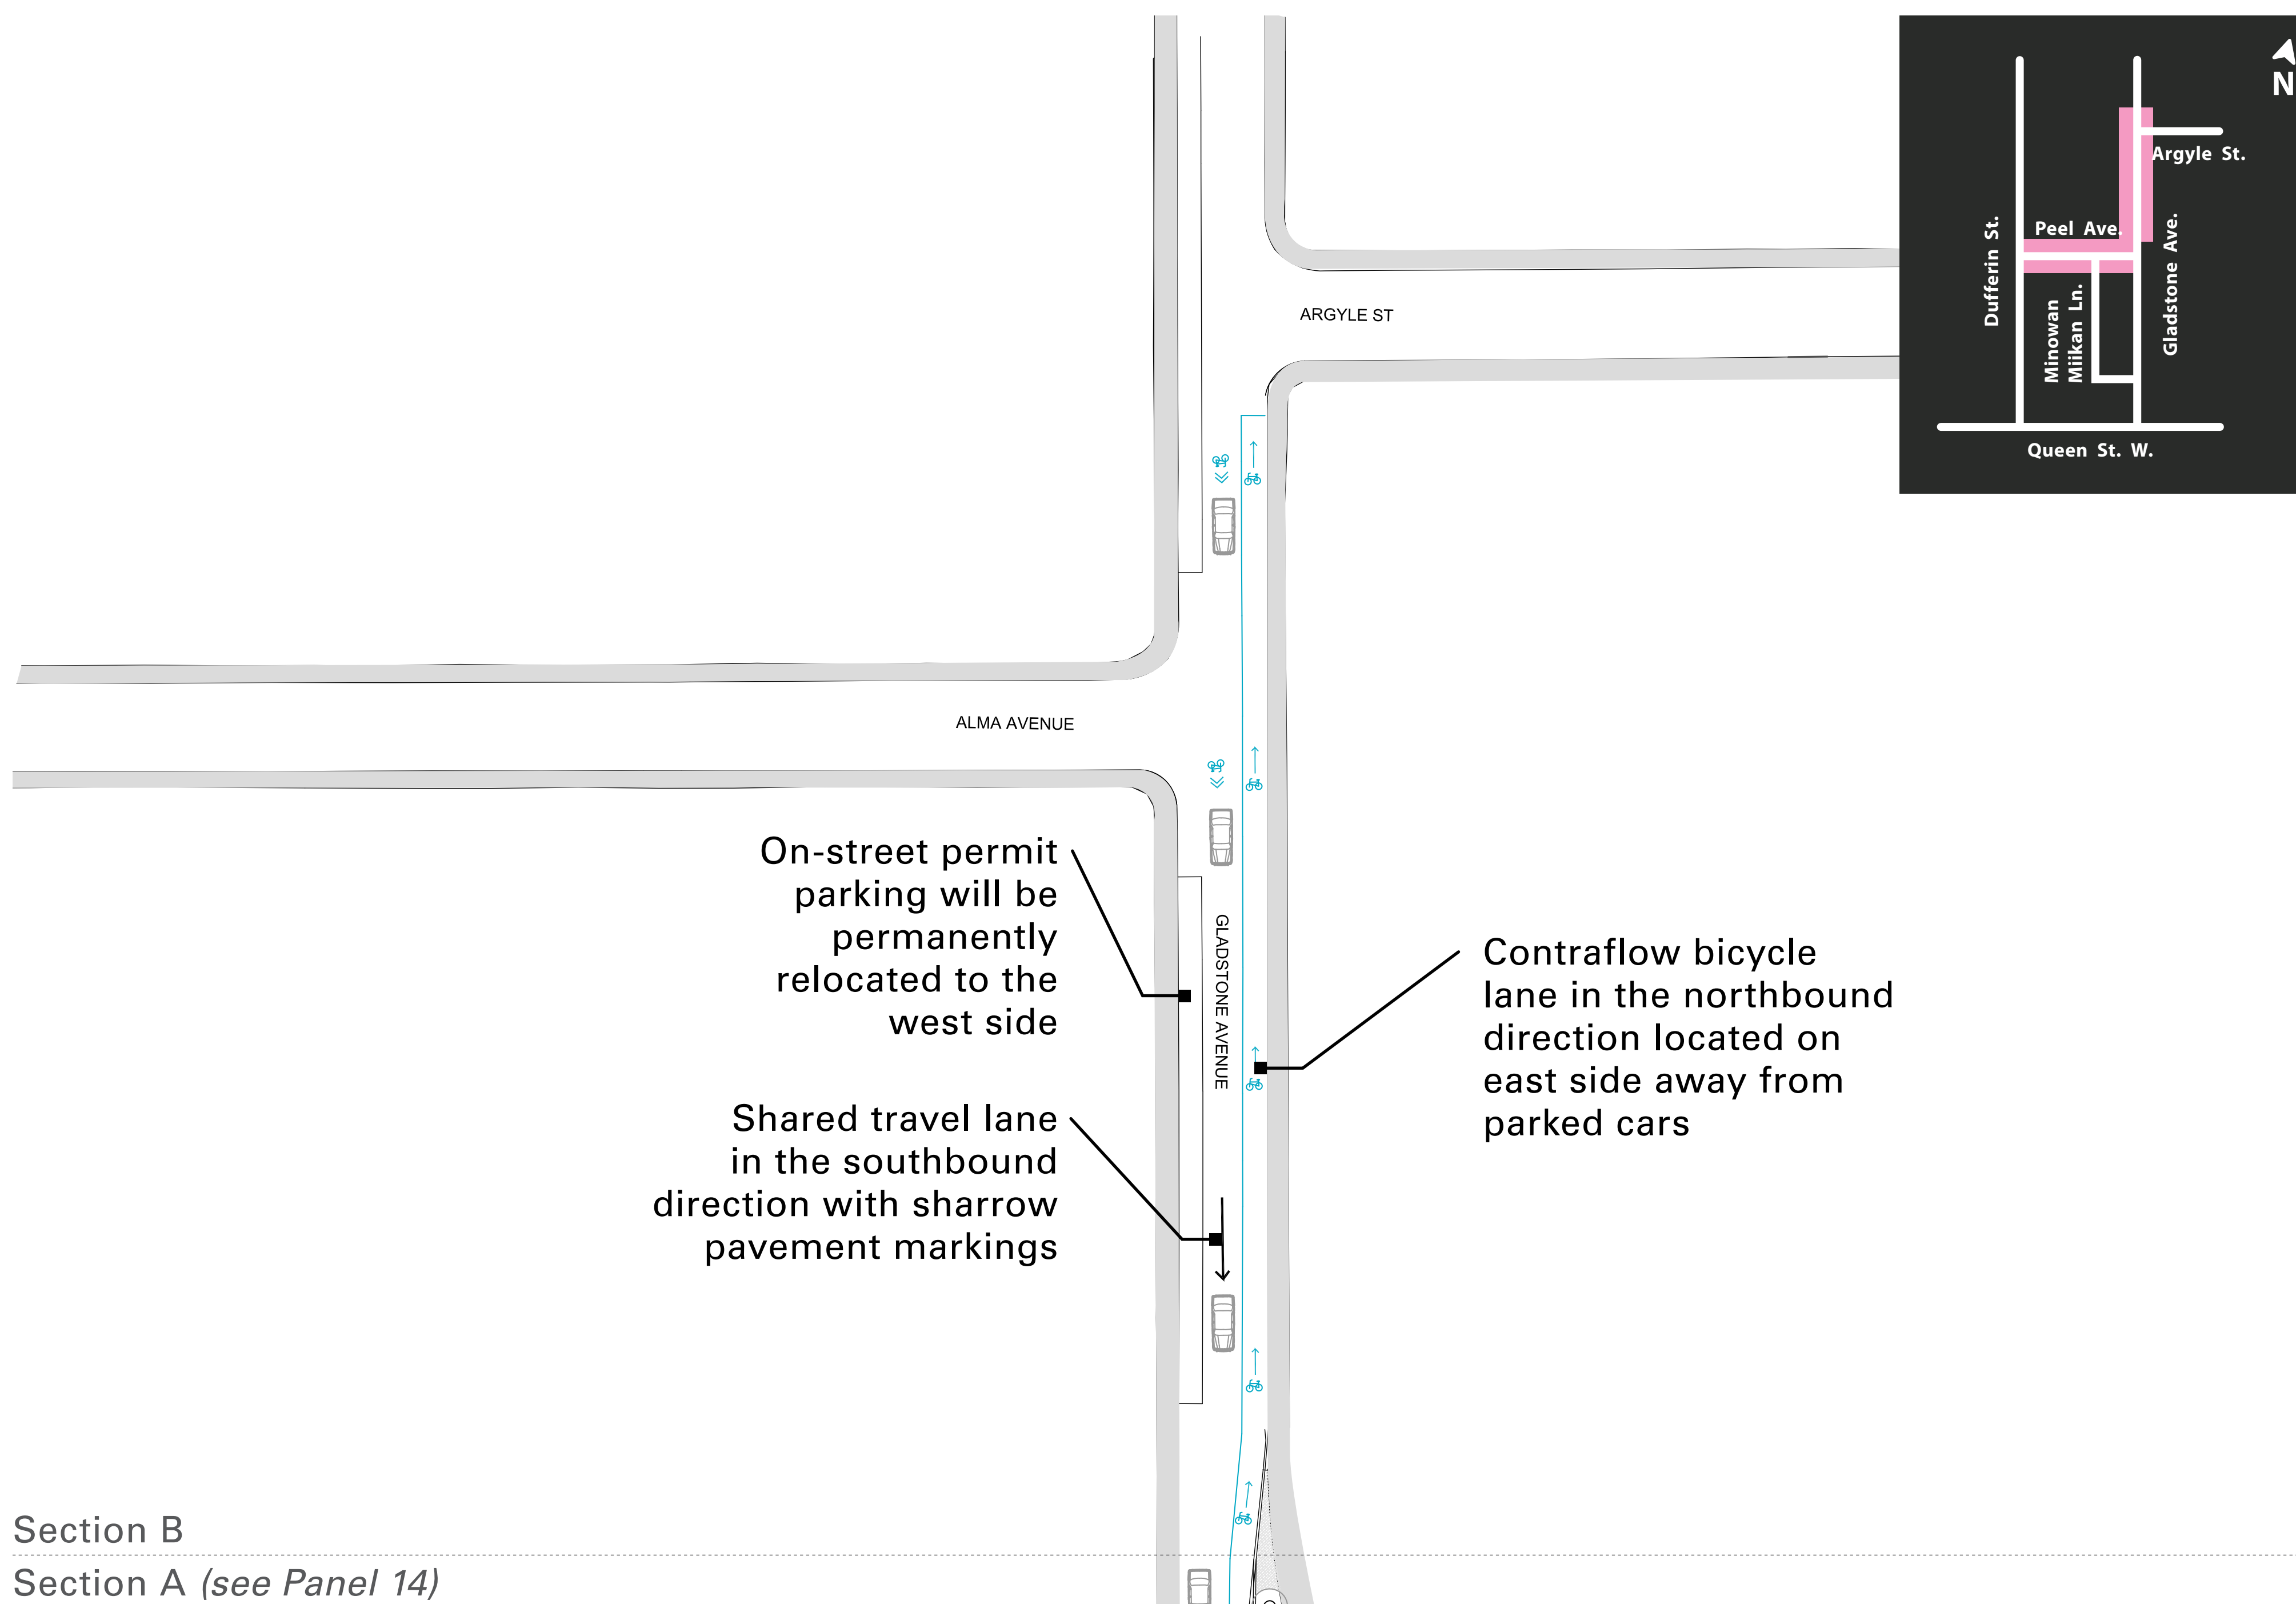 N
Argyle St.
Peel Ave.
Dufferin St.
Minowan
Miikan Ln.
Gladstone Ave.
Queen St. W.
ARGYLE ST
ALMA AVENUE
On-street permit
parking will be
permanently
relocated to the
west side
GLADSTONE AVENUE
Contraflow bicycle
lane in the northbound
direction located on
east side away from
parked cars
Shared travel lane
in the southbound
direction with sharrow
pavement markings
Section B
Section A (see Panel 14)